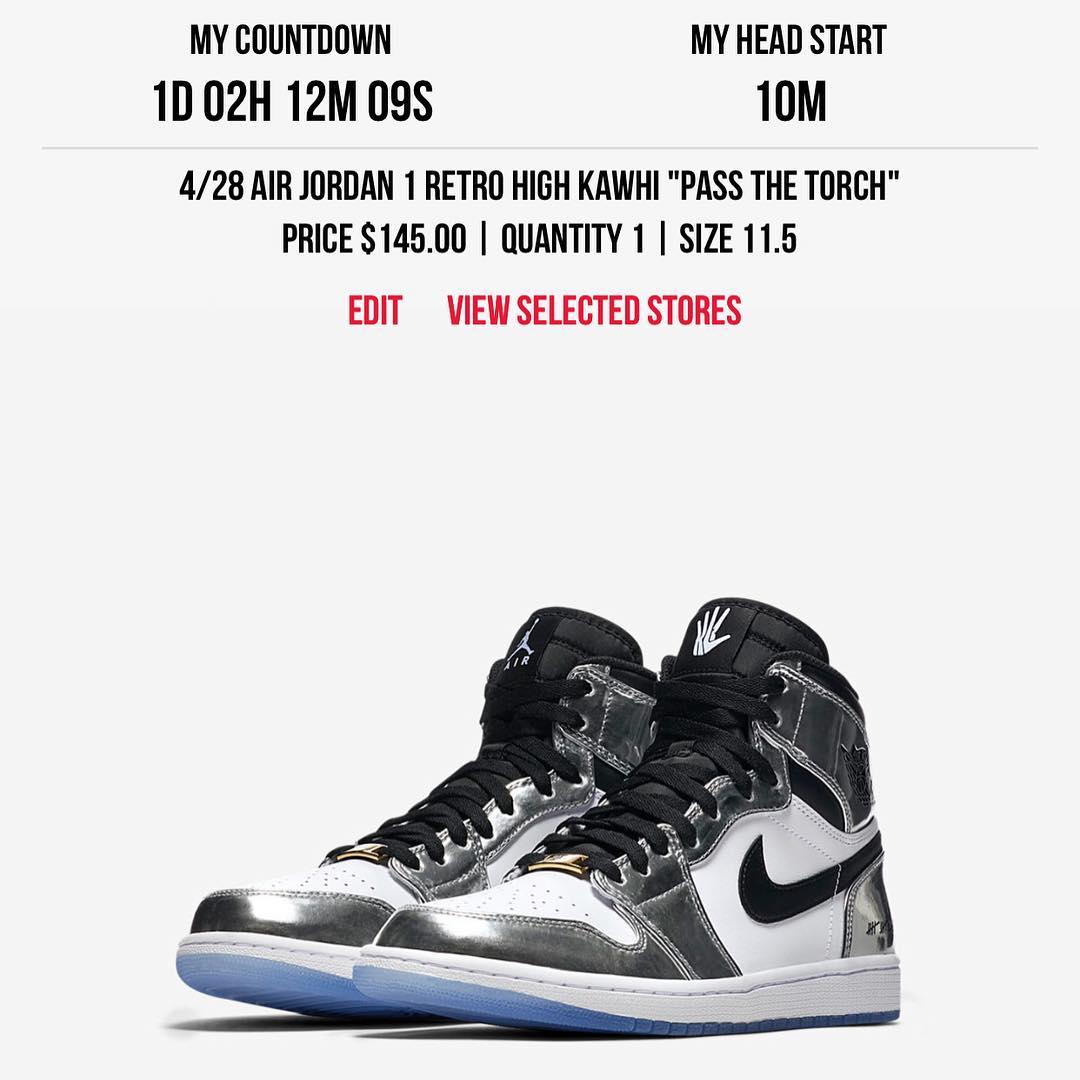 MY COUNTDOWN
MY HEAD START
1D 02H 12M 09S
10M
4/28 AIR JORDAN 1 RETRO HIGH KAWHI "PASS THE TORCH"
PRICE $145.00 | QUANTITY 1 | SIZE 11.5
EDIT
VIEW SELECTED STORES
AIR